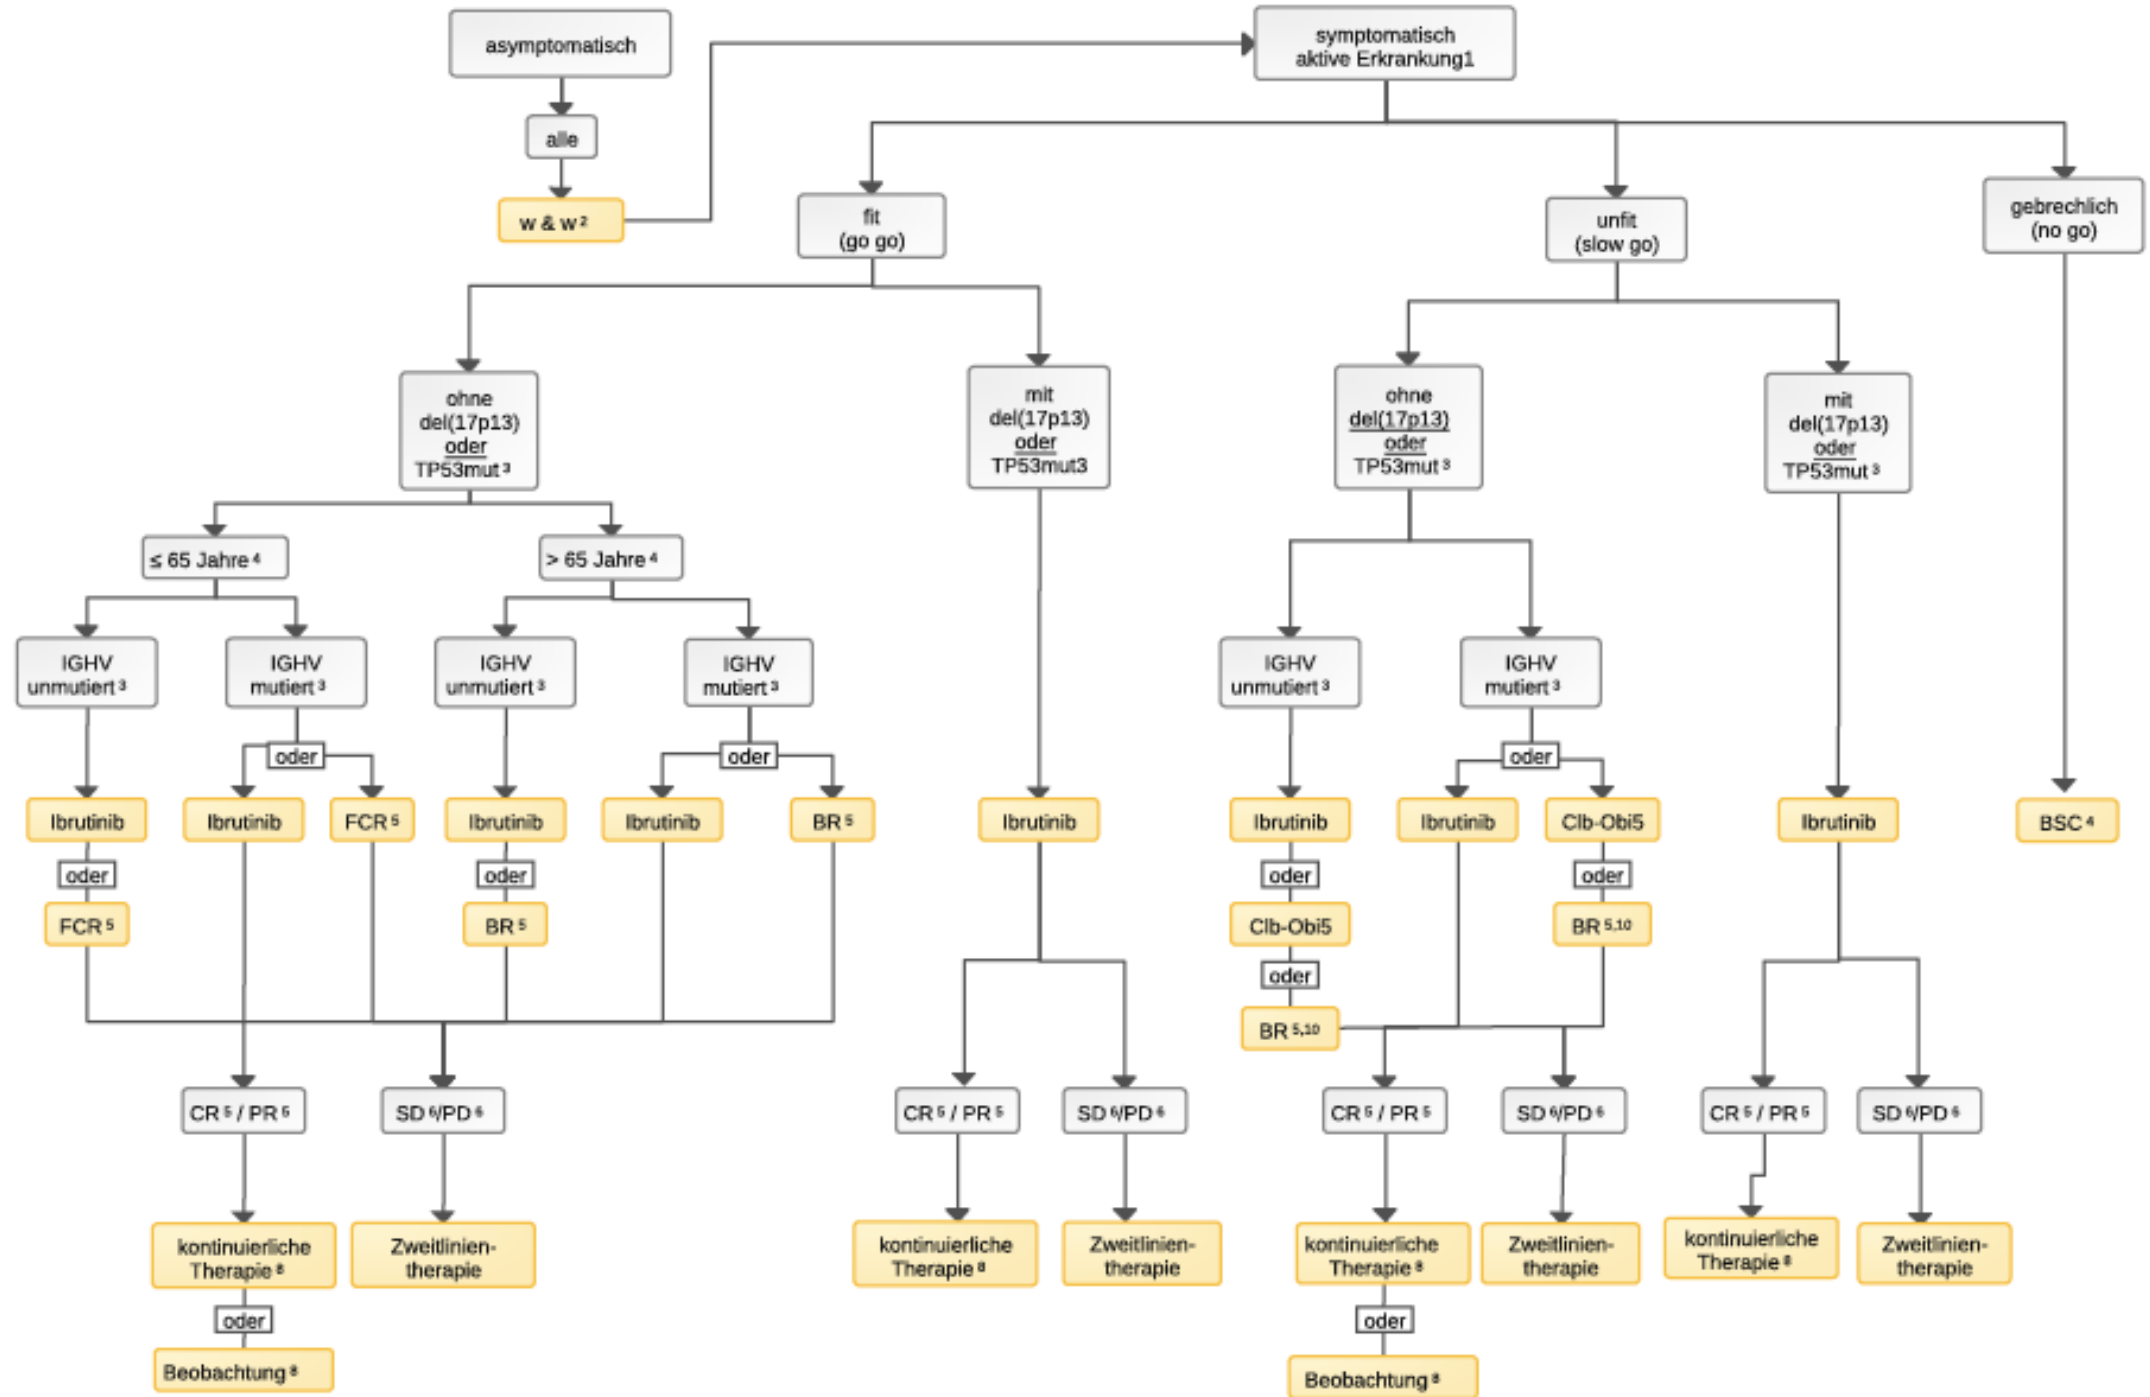 asymptomatisch
symptomatisch
aktive Erkrankung1
alle
w & w ²
fit
(go go)
unfit
(slow go)
gebrechlich
(no go)
ohne
del(17p13)
oder
TP53mut ³
mit
del(17p13)
oder
TP53mut3
ohne
del(17p13)
oder
TP53mut ³
mit
del(17p13)
oder
TP53mut ³
≤ 65 Jahre ⁴
> 65 Jahre ⁴
IGHV
unmutiert ³
IGHV
mutiert ³
IGHV
unmutiert ³
IGHV
mutiert ³
IGHV
unmutiert ³
IGHV
mutiert ³
oder
oder
oder
Ibrutinib
Ibrutinib
FCR ⁵
Ibrutinib
Ibrutinib
BR ⁵
Ibrutinib
Ibrutinib
Ibrutinib
Clb-Obi5
Ibrutinib
BSC ⁴
oder
oder
oder
oder
FCR ⁵
BR ⁵
Clb-Obi5
BR ⁵,¹⁰
oder
BR ⁵,¹⁰
CR ⁵ / PR ⁵
SD ⁶/PD ⁶
CR ⁵ / PR ⁵
SD ⁶/PD ⁶
CR ⁵ / PR ⁵
SD ⁶/PD ⁶
CR ⁵ / PR ⁵
SD ⁶/PD ⁶
kontinuierliche
Therapie ⁸
Zweitlinien-
therapie
kontinuierliche
Therapie ⁸
Zweitlinien-
therapie
kontinuierliche
Therapie ⁸
Zweitlinien-
therapie
kontinuierliche
Therapie ⁸
Zweitlinien-
therapie
oder
oder
Beobachtung ⁸
Beobachtung ⁸